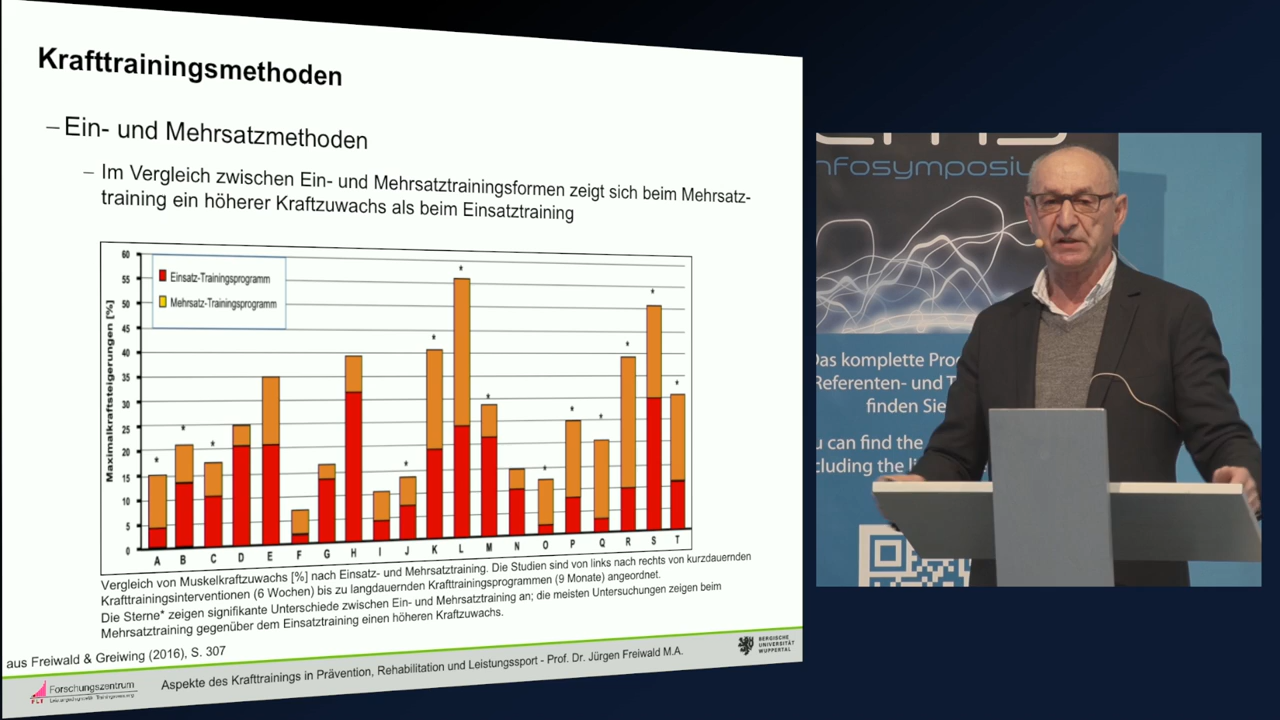 Krafttrainingsmethoden
– Ein- und Mehrsatzmethoden
– Im Vergleich zwischen Ein- und Mehrsatztrainingsformen zeigt sich beim Mehrsatz-
training ein höherer Kraftzuwachs als beim Einsatztraining
Maximalkraftsteigerungen [%]
60
55
50
45
40
35
30
25
20
15
10
5
0
Einsatz-Trainingsprogramm
Mehrsatz-Trainingsprogramm
* * * * * * * * * * * * *
A B C D E F G H I J K L M N O P Q R S T
Vergleich von Muskelkraftzuwachs [%] nach Einsatz- und Mehrsatztraining. Die Studien sind von links nach rechts von kurzdauernden
Krafttrainingsinterventionen (6 Wochen) bis zu langdauernden Krafttrainingsprogrammen (9 Monate) angeordnet.
Die Sterne* zeigen signifikante Unterschiede zwischen Ein- und Mehrsatztraining an; die meisten Untersuchungen zeigen beim
Mehrsatztraining gegenüber dem Einsatztraining einen höheren Kraftzuwachs.
aus Freiwald & Greiwing (2016), S. 307
Forschungszentrum
FLT
Aspekte des Krafttrainings in Prävention, Rehabilitation und Leistungssport - Prof. Dr. Jürgen Freiwald M.A.
BERGISCHE
UNIVERSITÄT
WUPPERTAL
nfosymposiu
Das komplette Pro
Referenten- und T
finden Sie
u can find the
cluding the li